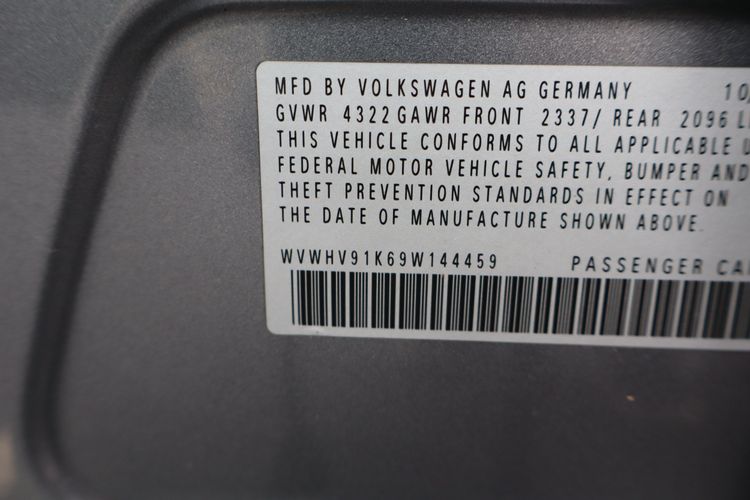 MFD BY VOLKSWAGEN AG GERMANY 10/
GVWR 4322 GAWR FRONT 2337/ REAR 2096 L
THIS VEHICLE CONFORMS TO ALL APPLICABLE U
FEDERAL MOTOR VEHICLE SAFETY, BUMPER AND
THEFT PREVENTION STANDARDS IN EFFECT ON
THE DATE OF MANUFACTURE SHOWN ABOVE.
WVWHV91K69W144459 PASSENGER CA